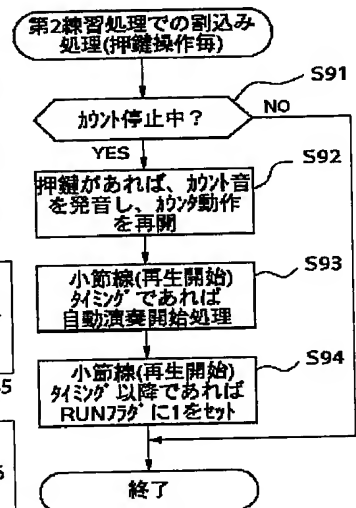 第2練習処理での割込み
処理(押鍵操作毎)
S91
カウント停止中？
NO
YES
S92
押鍵があれば、カウント音
を発音し、カウンタ動作
を再開
S93
小節線(再生開始)
タイミングであれば
自動演奏開始処理
S94
小節線(再生開始)
タイミング以降であれば
RUNフラグに1をセット
終了